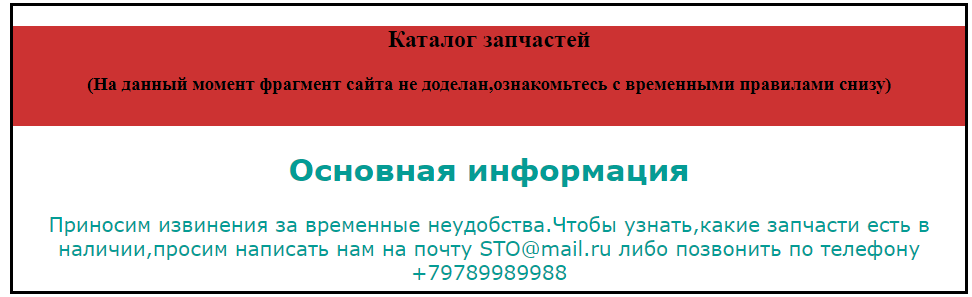 Каталог запчастей
(На данный момент фрагмент сайта не доделан,ознакомьтесь с временными правилами снизу)
Основная информация
Приносим извинения за временные неудобства.Чтобы узнать,какие запчасти есть в
наличии,просим написать нам на почту STO@mail.ru либо позвонить по телефону
+79789989988